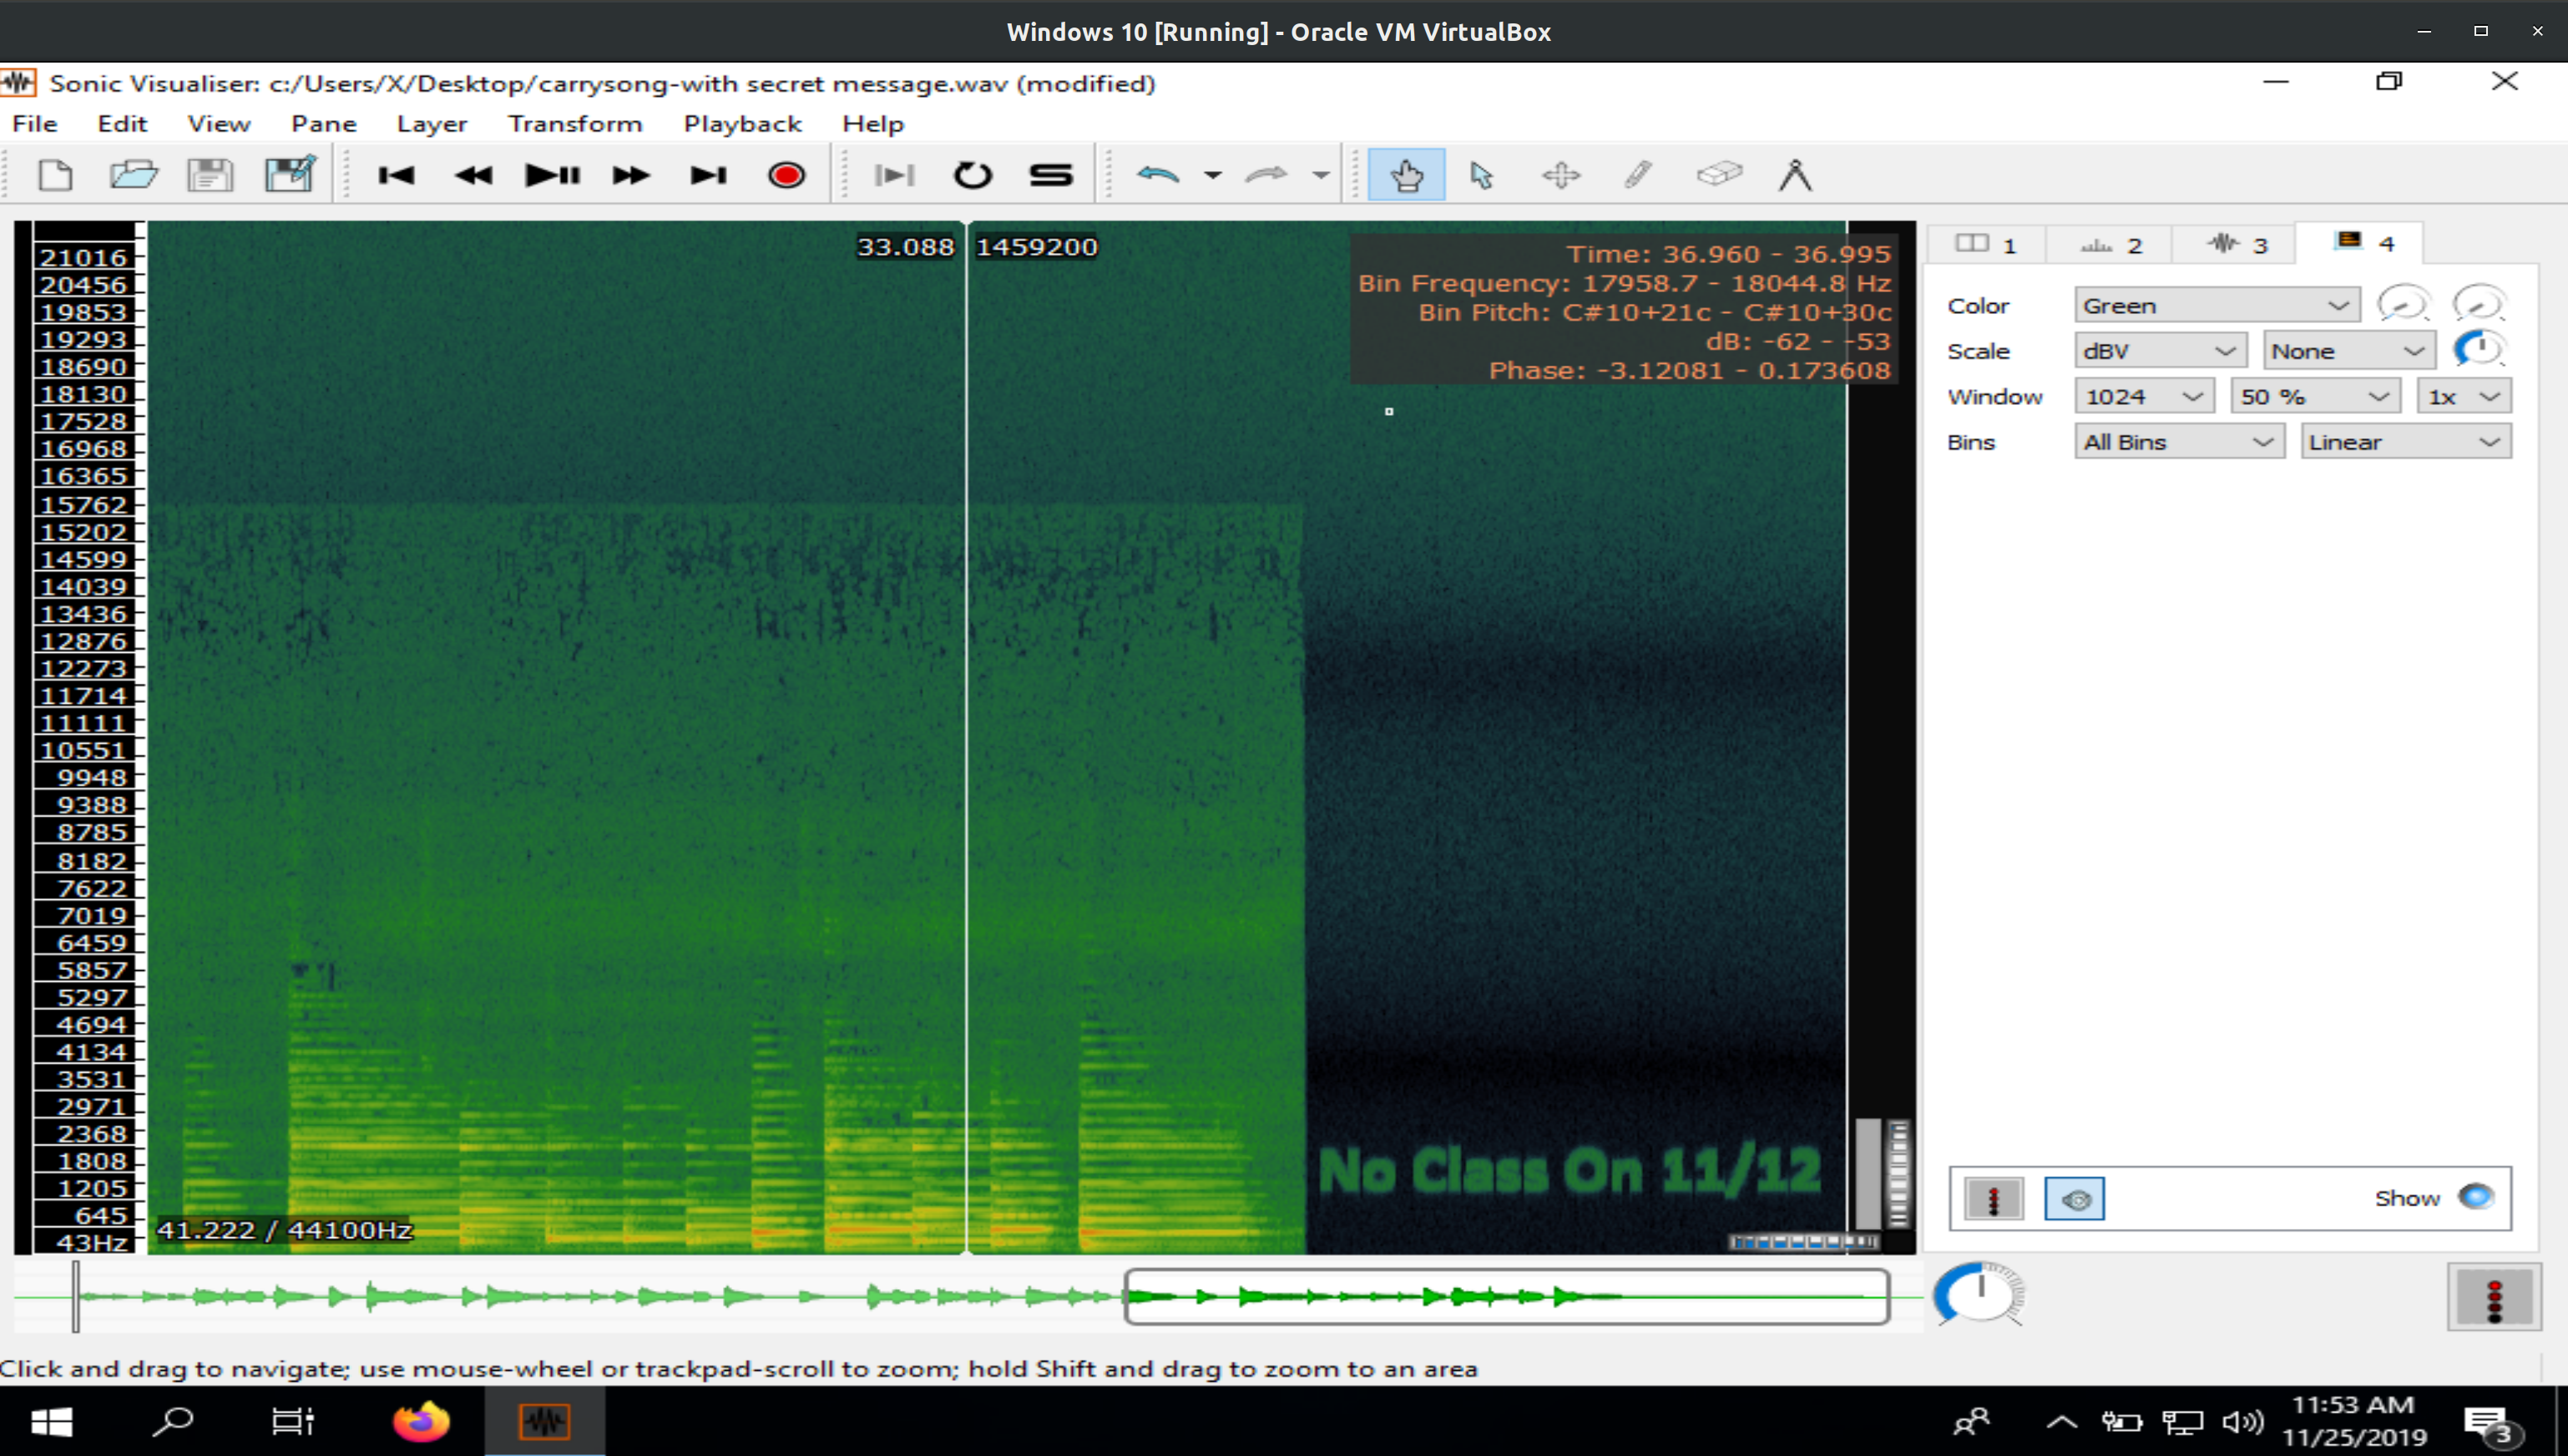 Windows 10 [Running] - Oracle VM VirtualBox
Sonic Visualiser: c:/Users/X/Desktop/carrysong-with secret message.wav (modified)
File Edit View Pane Layer Transform Playback Help
33.088 1459200
Time: 36.960 - 36.995
Bin Frequency: 17958.7 - 18044.8 Hz
Bin Pitch: C#10+21c - C#10+30c
dB: -62 - -53
Phase: -3.12081 - 0.173608
21016
20456
19853
19293
18690
18130
17528
16968
16365
15762
15202
14599
14039
13436
12876
12273
11714
11111
10551
9948
9388
8785
8182
7622
7019
6459
5857
5297
4694
4134
3531
2971
2368
1808
1205
645
43Hz
41.222 / 44100Hz
No Class On 11/12
1 2 3 4
Color Green
Scale dBV None
Window 1024 50 % 1x
Bins All Bins Linear
Show
Click and drag to navigate; use mouse-wheel or trackpad-scroll to zoom; hold Shift and drag to zoom to an area
11:53 AM
11/25/2019
3